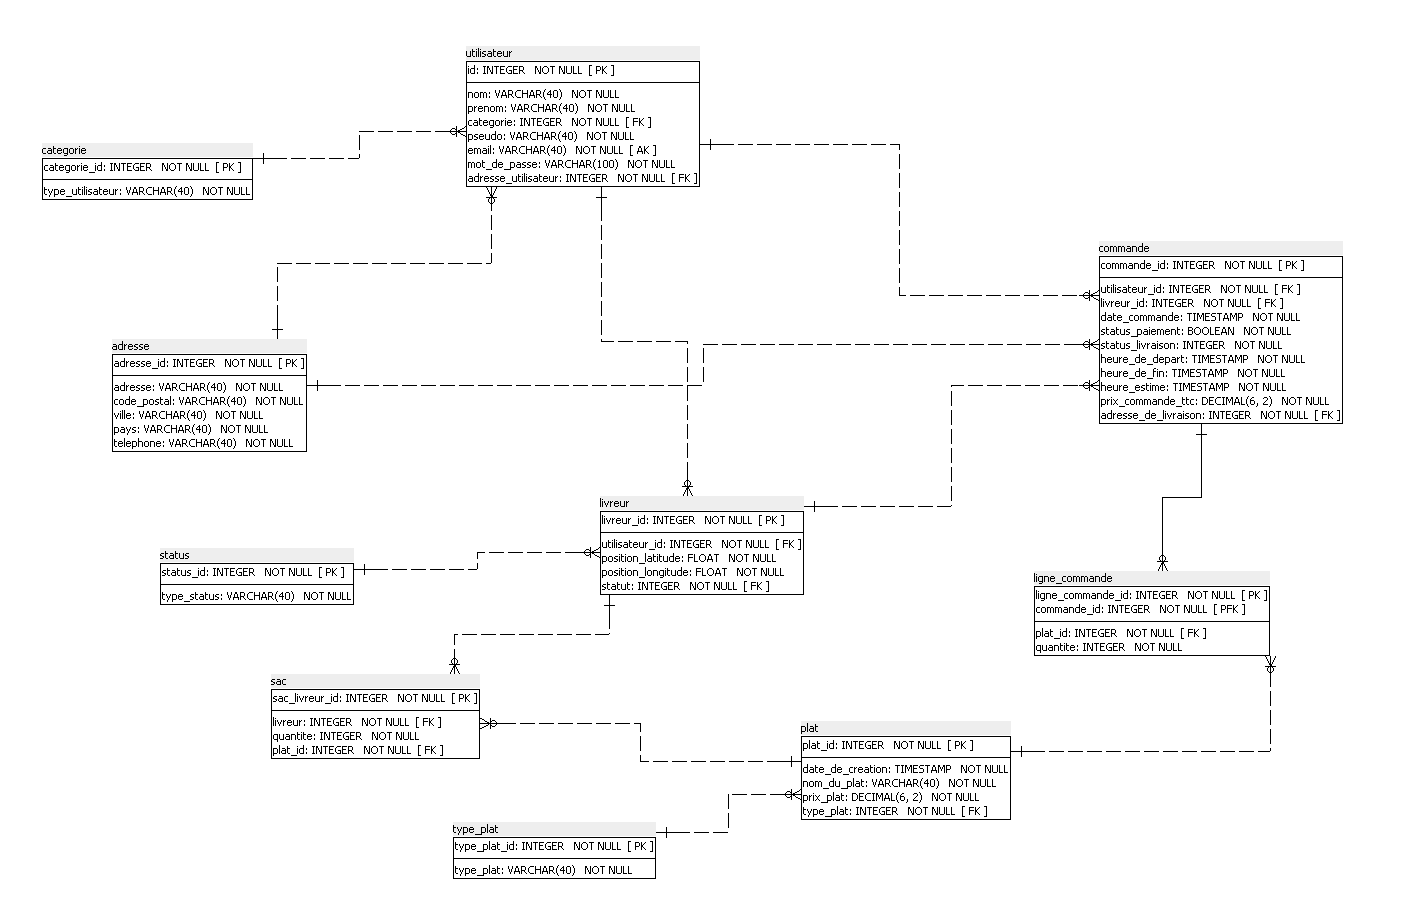 utilisateur
id: INTEGER NOT NULL [ PK ]
nom: VARCHAR(40) NOT NULL
prenom: VARCHAR(40) NOT NULL
categorie: INTEGER NOT NULL [ FK ]
pseudo: VARCHAR(40) NOT NULL
email: VARCHAR(40) NOT NULL [ AK ]
mot_de_passe: VARCHAR(100) NOT NULL
adresse_utilisateur: INTEGER NOT NULL [ FK ]
categorie
categorie_id: INTEGER NOT NULL [ PK ]
type_utilisateur: VARCHAR(40) NOT NULL
commande
commande_id: INTEGER NOT NULL [ PK ]
utilisateur_id: INTEGER NOT NULL [ FK ]
livreur_id: INTEGER NOT NULL [ FK ]
date_commande: TIMESTAMP NOT NULL
status_paiement: BOOLEAN NOT NULL
status_livraison: INTEGER NOT NULL
heure_de_depart: TIMESTAMP NOT NULL
heure_de_fin: TIMESTAMP NOT NULL
heure_estime: TIMESTAMP NOT NULL
prix_commande_ttc: DECIMAL(6, 2) NOT NULL
adresse_de_livraison: INTEGER NOT NULL [ FK ]
adresse
adresse_id: INTEGER NOT NULL [ PK ]
adresse: VARCHAR(40) NOT NULL
code_postal: VARCHAR(40) NOT NULL
ville: VARCHAR(40) NOT NULL
pays: VARCHAR(40) NOT NULL
telephone: VARCHAR(40) NOT NULL
livreur
livreur_id: INTEGER NOT NULL [ PK ]
utilisateur_id: INTEGER NOT NULL [ FK ]
position_latitude: FLOAT NOT NULL
position_longitude: FLOAT NOT NULL
statut: INTEGER NOT NULL [ FK ]
status
status_id: INTEGER NOT NULL [ PK ]
type_status: VARCHAR(40) NOT NULL
ligne_commande
ligne_commande_id: INTEGER NOT NULL [ PK ]
commande_id: INTEGER NOT NULL [ PFK ]
plat_id: INTEGER NOT NULL [ FK ]
quantite: INTEGER NOT NULL
sac
sac_livreur_id: INTEGER NOT NULL [ PK ]
livreur: INTEGER NOT NULL [ FK ]
quantite: INTEGER NOT NULL
plat_id: INTEGER NOT NULL [ FK ]
plat
plat_id: INTEGER NOT NULL [ PK ]
date_de_creation: TIMESTAMP NOT NULL
nom_du_plat: VARCHAR(40) NOT NULL
prix_plat: DECIMAL(6, 2) NOT NULL
type_plat: INTEGER NOT NULL [ FK ]
type_plat
type_plat_id: INTEGER NOT NULL [ PK ]
type_plat: VARCHAR(40) NOT NULL